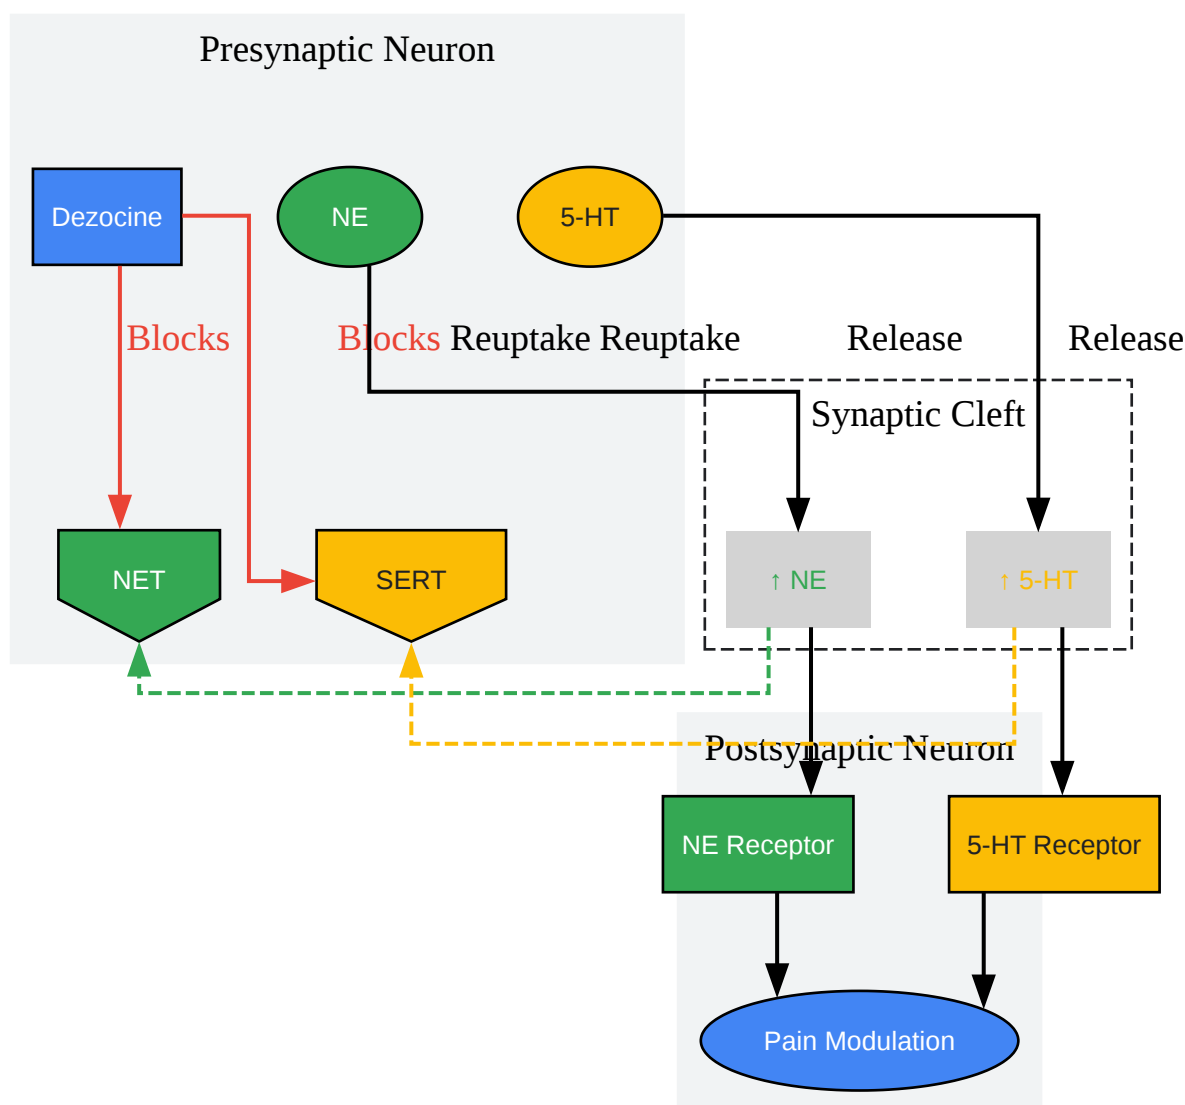 Presynaptic Neuron
Dezocine
NE
5-HT
Blocks
Blocks
Reuptake
Reuptake
Release
Release
Synaptic Cleft
NET
SERT
↑ NE
↑ 5-HT
Postsynaptic Neuron
NE Receptor
5-HT Receptor
Pain Modulation